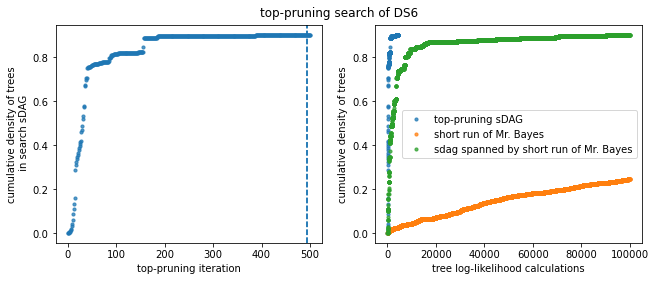 top-pruning search of DS6
cumulative density of trees
in search sDAG
0.8
0.6
0.4
0.2
0.0
0
100
200
300
400
500
top-pruning iteration
cumulative density of trees
0.8
0.6
0.4
0.2
0.0
top-pruning sDAG
short run of Mr. Bayes
sdag spanned by short run of Mr. Bayes
0
20000
40000
60000
80000
100000
tree log-likelihood calculations